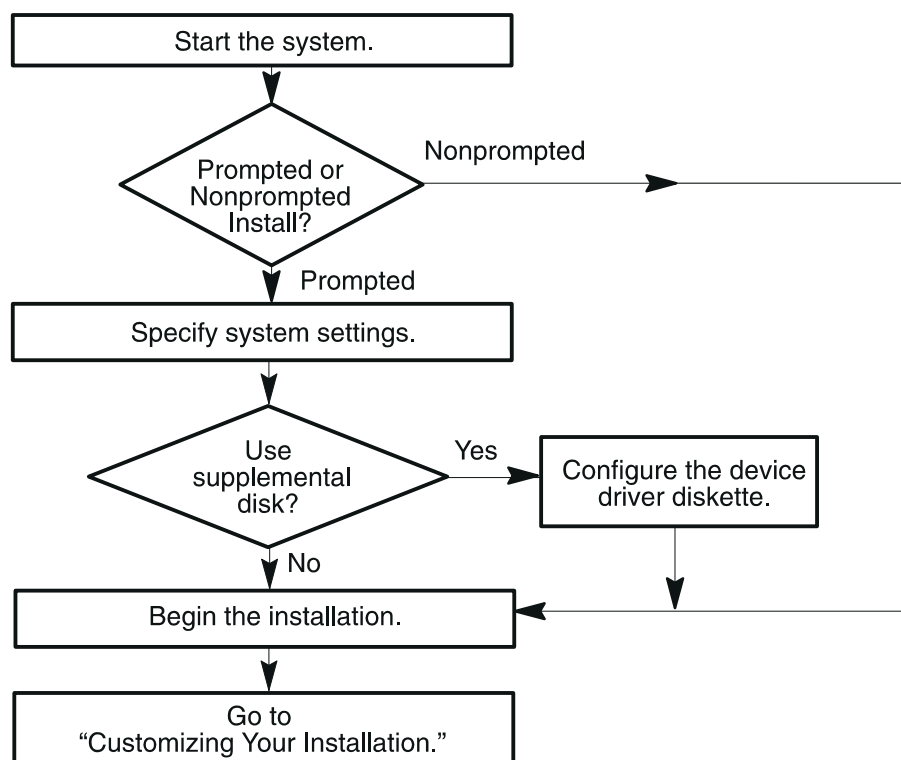 Start the system.
Prompted or
Nonprompted
Install?
Nonprompted
Prompted
Specify system settings.
Use
supplemental
disk?
Yes
Configure the device
driver diskette.
No
Begin the installation.
Go to
“Customizing Your Installation.”